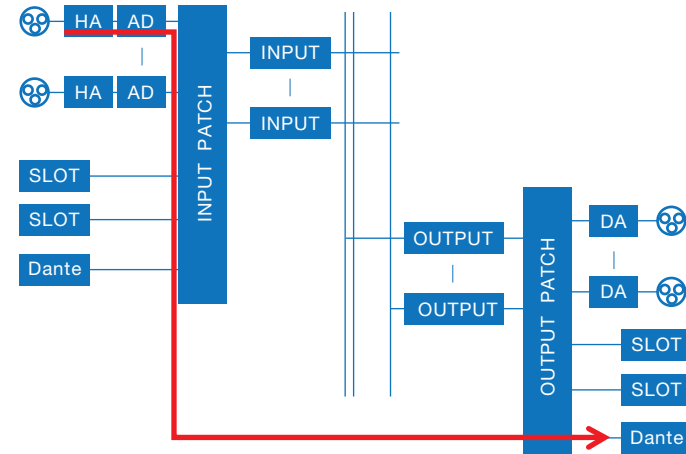 HA AD
HA AD
INPUT PATCH
INPUT
INPUT
SLOT
SLOT
Dante
OUTPUT
OUTPUT
OUTPUT PATCH
DA
DA
SLOT
SLOT
Dante